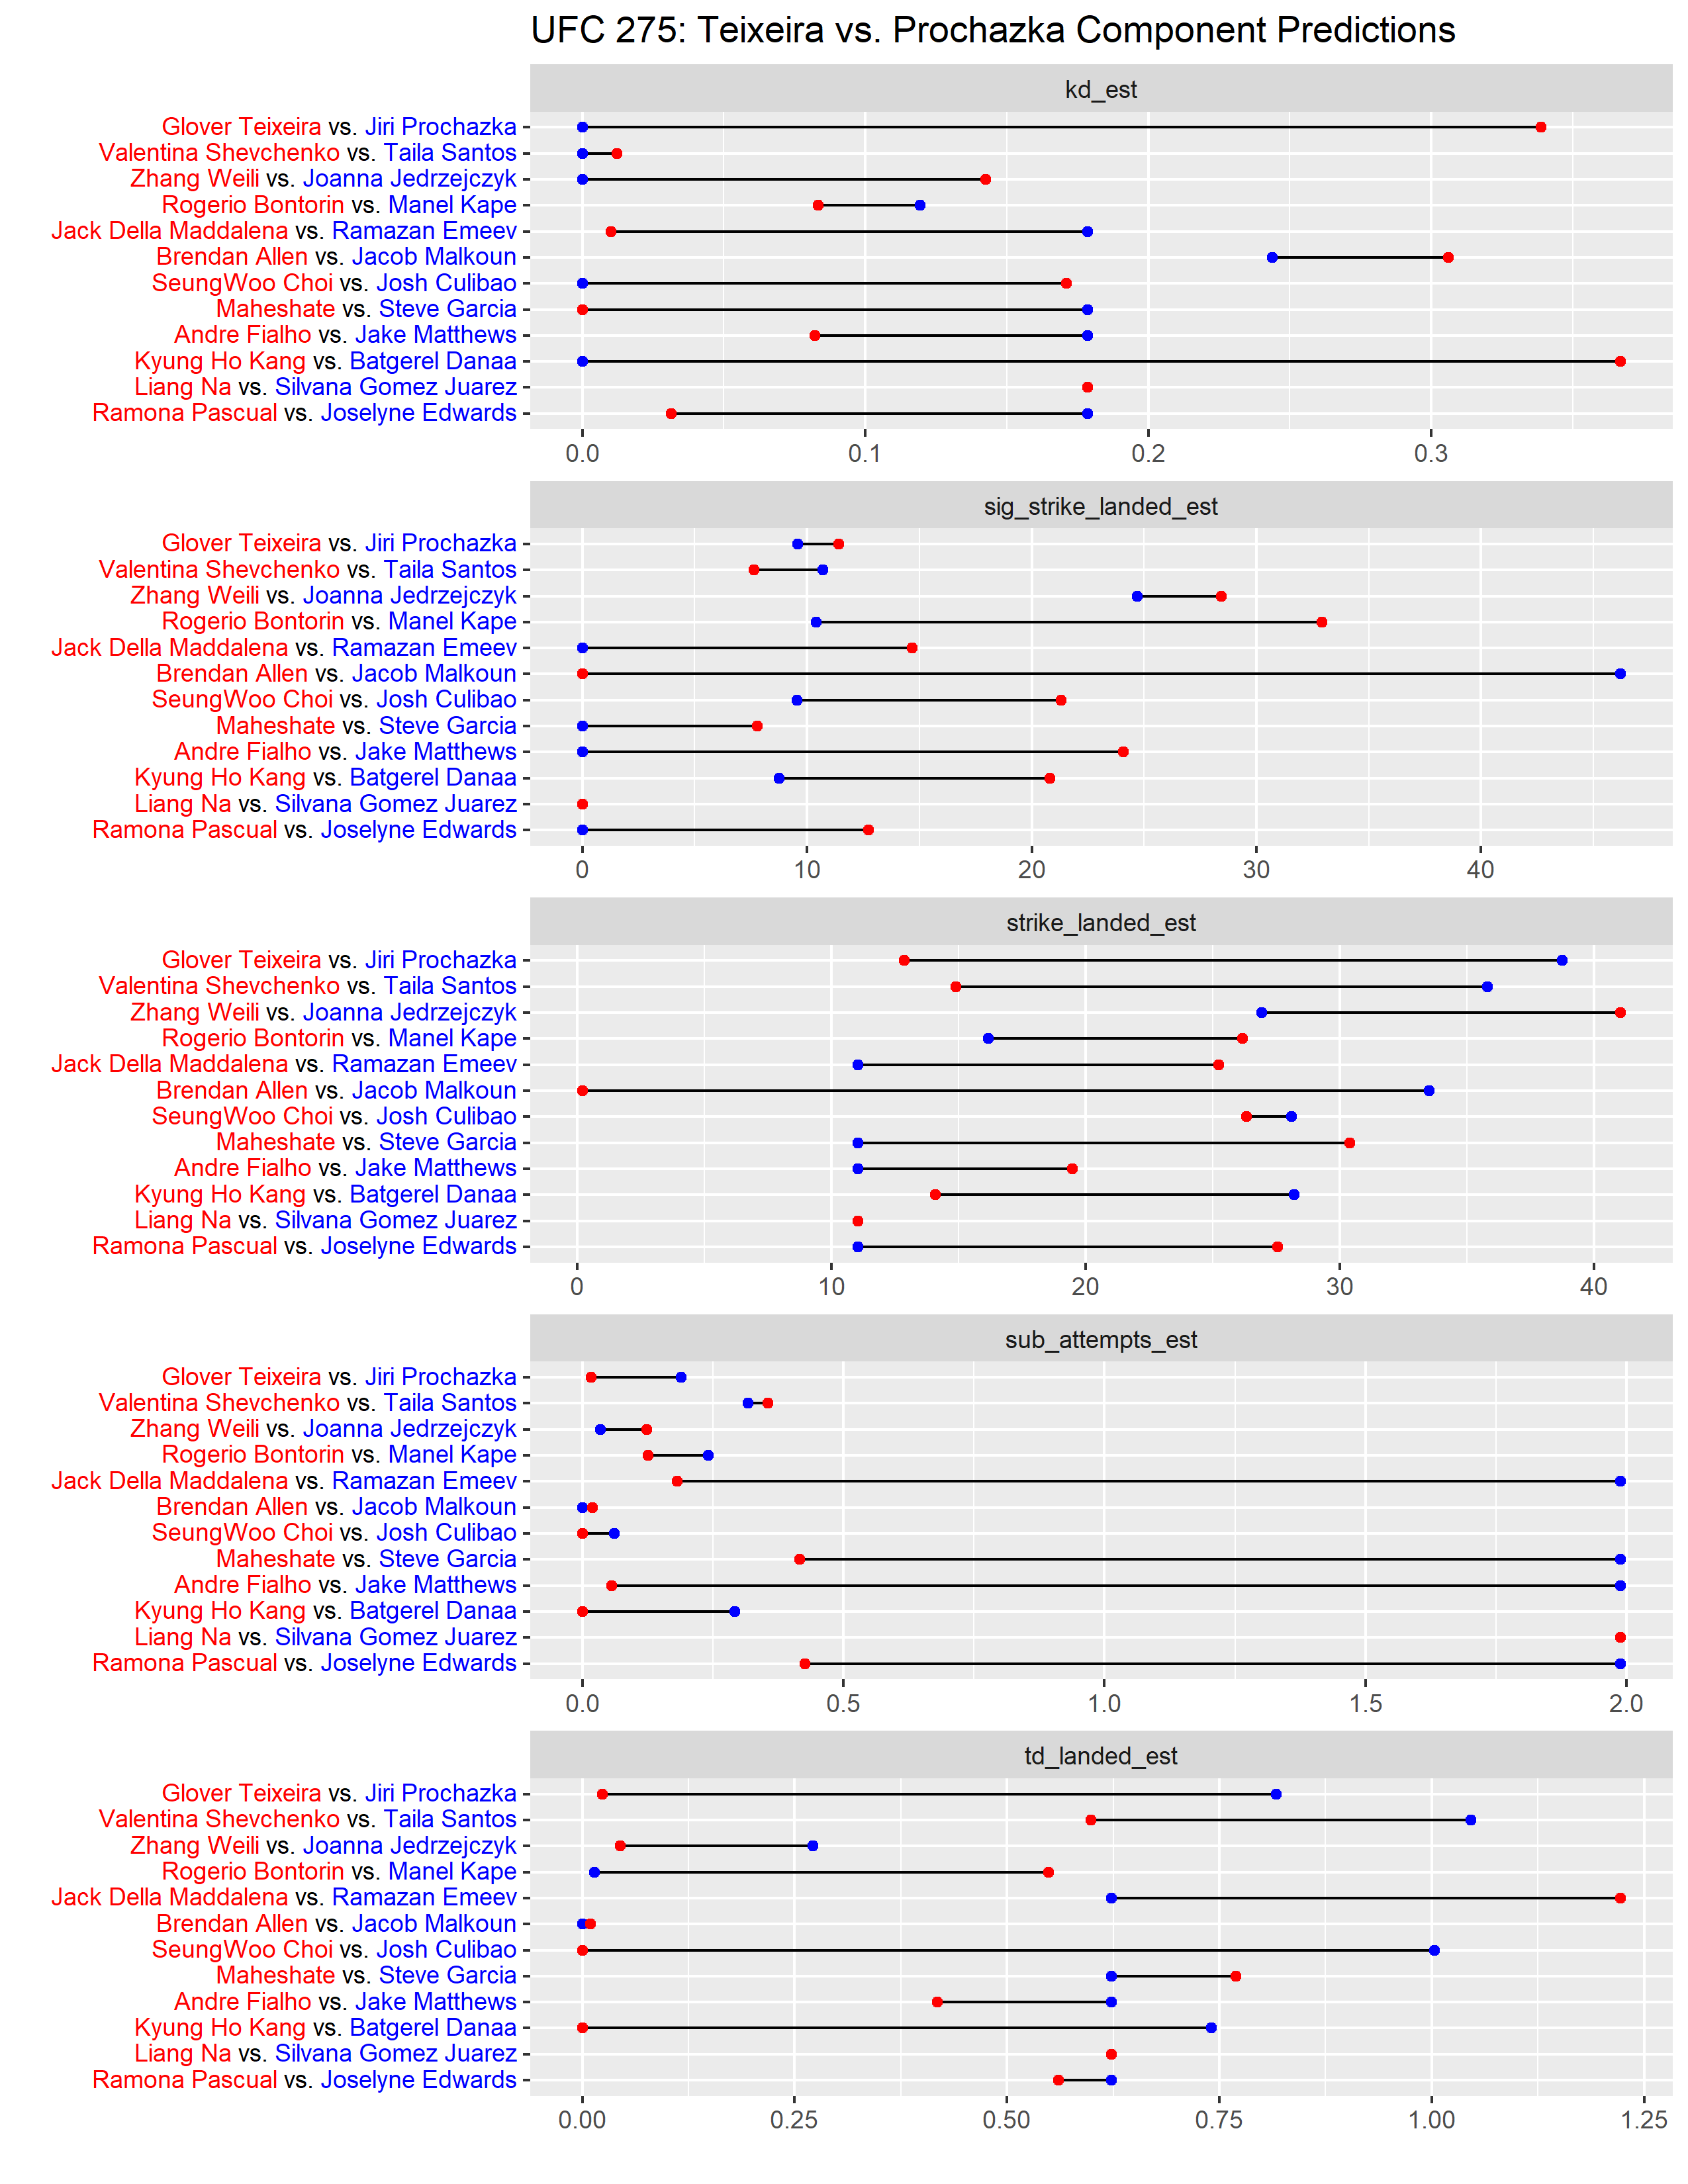 UFC 275: Teixeira vs. Prochazka Component Predictions
kd_est
Glover Teixeira vs. Jiri Prochazka
Valentina Shevchenko vs. Taila Santos
Zhang Weili vs. Joanna Jedrzejczyk
Rogerio Bontorin vs. Manel Kape
Jack Della Maddalena vs. Ramazan Emeev
Brendan Allen vs. Jacob Malkoun
SeungWoo Choi vs. Josh Culibao
Maheshate vs. Steve Garcia
Andre Fialho vs. Jake Matthews
Kyung Ho Kang vs. Batgerel Danaa
Liang Na vs. Silvana Gomez Juarez
Ramona Pascual vs. Joselyne Edwards
0.0 0.1 0.2 0.3
sig_strike_landed_est
Glover Teixeira vs. Jiri Prochazka
Valentina Shevchenko vs. Taila Santos
Zhang Weili vs. Joanna Jedrzejczyk
Rogerio Bontorin vs. Manel Kape
Jack Della Maddalena vs. Ramazan Emeev
Brendan Allen vs. Jacob Malkoun
SeungWoo Choi vs. Josh Culibao
Maheshate vs. Steve Garcia
Andre Fialho vs. Jake Matthews
Kyung Ho Kang vs. Batgerel Danaa
Liang Na vs. Silvana Gomez Juarez
Ramona Pascual vs. Joselyne Edwards
0 10 20 30 40
strike_landed_est
Glover Teixeira vs. Jiri Prochazka
Valentina Shevchenko vs. Taila Santos
Zhang Weili vs. Joanna Jedrzejczyk
Rogerio Bontorin vs. Manel Kape
Jack Della Maddalena vs. Ramazan Emeev
Brendan Allen vs. Jacob Malkoun
SeungWoo Choi vs. Josh Culibao
Maheshate vs. Steve Garcia
Andre Fialho vs. Jake Matthews
Kyung Ho Kang vs. Batgerel Danaa
Liang Na vs. Silvana Gomez Juarez
Ramona Pascual vs. Joselyne Edwards
0 10 20 30 40
sub_attempts_est
Glover Teixeira vs. Jiri Prochazka
Valentina Shevchenko vs. Taila Santos
Zhang Weili vs. Joanna Jedrzejczyk
Rogerio Bontorin vs. Manel Kape
Jack Della Maddalena vs. Ramazan Emeev
Brendan Allen vs. Jacob Malkoun
SeungWoo Choi vs. Josh Culibao
Maheshate vs. Steve Garcia
Andre Fialho vs. Jake Matthews
Kyung Ho Kang vs. Batgerel Danaa
Liang Na vs. Silvana Gomez Juarez
Ramona Pascual vs. Joselyne Edwards
0.0 0.5 1.0 1.5 2.0
td_landed_est
Glover Teixeira vs. Jiri Prochazka
Valentina Shevchenko vs. Taila Santos
Zhang Weili vs. Joanna Jedrzejczyk
Rogerio Bontorin vs. Manel Kape
Jack Della Maddalena vs. Ramazan Emeev
Brendan Allen vs. Jacob Malkoun
SeungWoo Choi vs. Josh Culibao
Maheshate vs. Steve Garcia
Andre Fialho vs. Jake Matthews
Kyung Ho Kang vs. Batgerel Danaa
Liang Na vs. Silvana Gomez Juarez
Ramona Pascual vs. Joselyne Edwards
0.00 0.25 0.50 0.75 1.00 1.25